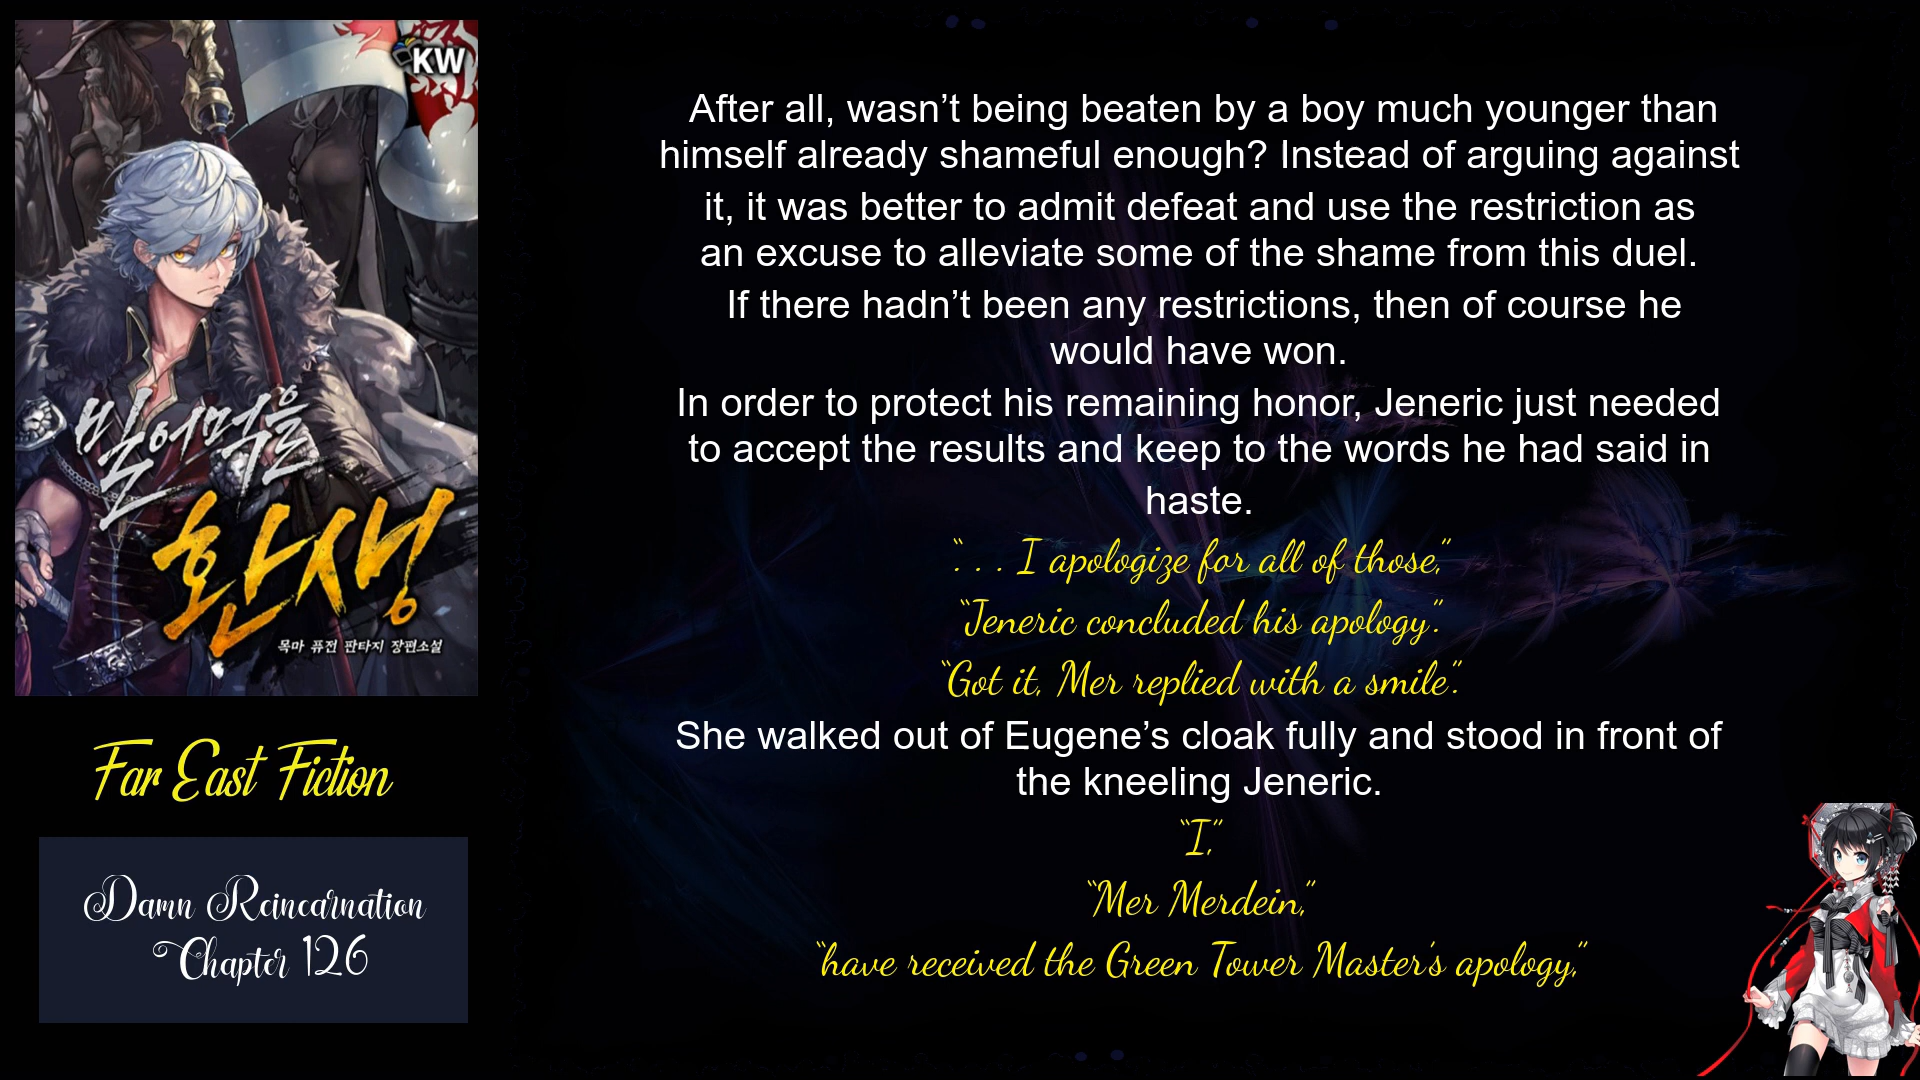 KW
빌어먹을
환생
목마 퓨전 판타지 장편소설
Far East Fiction
Damn Reincarnation
Chapter 126
After all, wasn’t being beaten by a boy much younger than
himself already shameful enough? Instead of arguing against
it, it was better to admit defeat and use the restriction as
an excuse to alleviate some of the shame from this duel.
If there hadn’t been any restrictions, then of course he
would have won.
In order to protect his remaining honor, Jeneric just needed
to accept the results and keep to the words he had said in
haste.
“. . . I apologize for all of those,”
“Jeneric concluded his apology”.
“Got it, Mer replied with a smile”.
She walked out of Eugene’s cloak fully and stood in front of
the kneeling Jeneric.
“I,”
“Mer Merdein,”
“have received the Green Tower Master’s apology,”